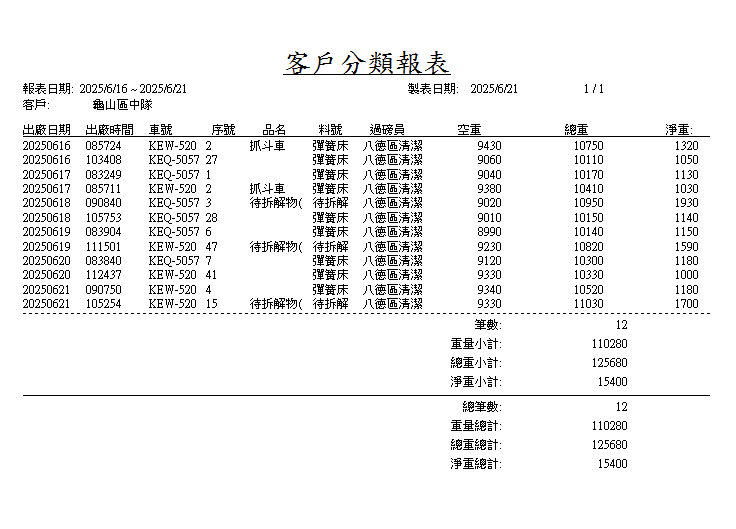 客戶分類報表
報表日期: 2025/6/16 ~ 2025/6/21 製表日期: 2025/6/21 1 / 1
客戶: 龜山區中隊
出廠日期 出廠時間 車號 序號 品名 料號 過磅員 空重 總重 淨重:
20250616 085724 KEW-520 2 抓斗車 彈簧床 八德區清潔 9430 10750 1320
20250616 103408 KEQ-5057 27 彈簧床 八德區清潔 9060 10110 1050
20250617 083249 KEQ-5057 1 彈簧床 八德區清潔 9040 10170 1130
20250617 085711 KEW-520 2 抓斗車 彈簧床 八德區清潔 9380 10410 1030
20250618 090840 KEQ-5057 3 待拆解物( 待拆解 八德區清潔 9020 10950 1930
20250618 105753 KEQ-5057 28 彈簧床 八德區清潔 9010 10150 1140
20250619 083904 KEQ-5057 6 彈簧床 八德區清潔 8990 10140 1150
20250619 111501 KEW-520 47 待拆解物( 待拆解 八德區清潔 9230 10820 1590
20250620 083840 KEQ-5057 7 彈簧床 八德區清潔 9120 10300 1180
20250620 112437 KEW-520 41 彈簧床 八德區清潔 9330 10330 1000
20250621 090750 KEW-520 4 彈簧床 八德區清潔 9340 10520 1180
20250621 105254 KEW-520 15 待拆解物( 待拆解 八德區清潔 9330 11030 1700
筆數: 12
重量小計: 110280
總重小計: 125680
淨重小計: 15400
總筆數: 12
重量總計: 110280
總重總計: 125680
淨重總計: 15400